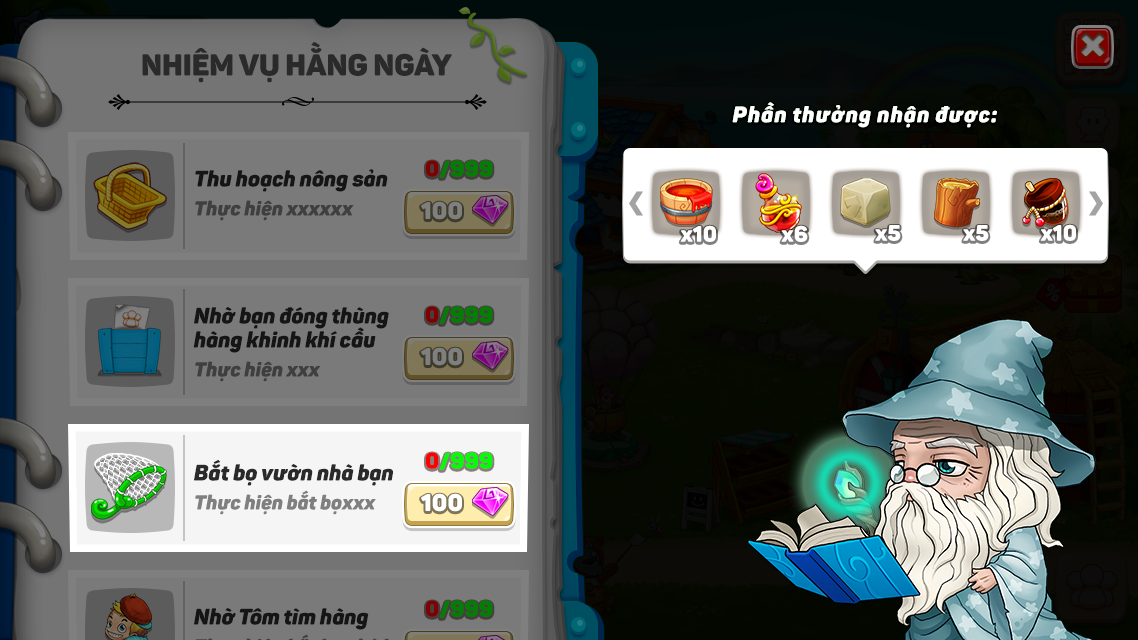 NHIỆM VỤ HẰNG NGÀY
Thu hoạch nông sản
Thực hiện xxxxxx
0/999
100
Nhờ bạn đóng thùng
hàng khinh khí cầu
Thực hiện xxx
0/999
100
Bắt bọ vườn nhà bạn
Thực hiện bắt bọxxx
0/999
100
Nhờ Tôm tìm hàng
0/999
Phần thưởng nhận được:
x10
x6
x5
x5
x10